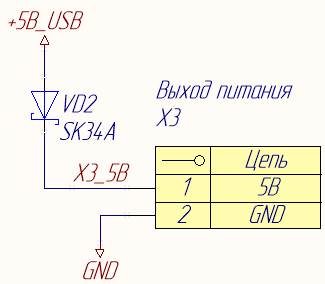 +5В_USB
VD2
SK34A
Выход питания
X3
Цепь
X3_5В
1 5В
2 GND
GND